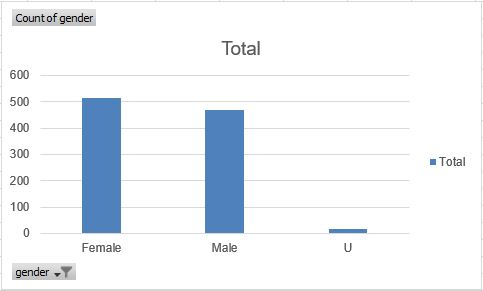 Count of gender
Total
600
500
400
300
200
100
0
Female Male U
Total
gender